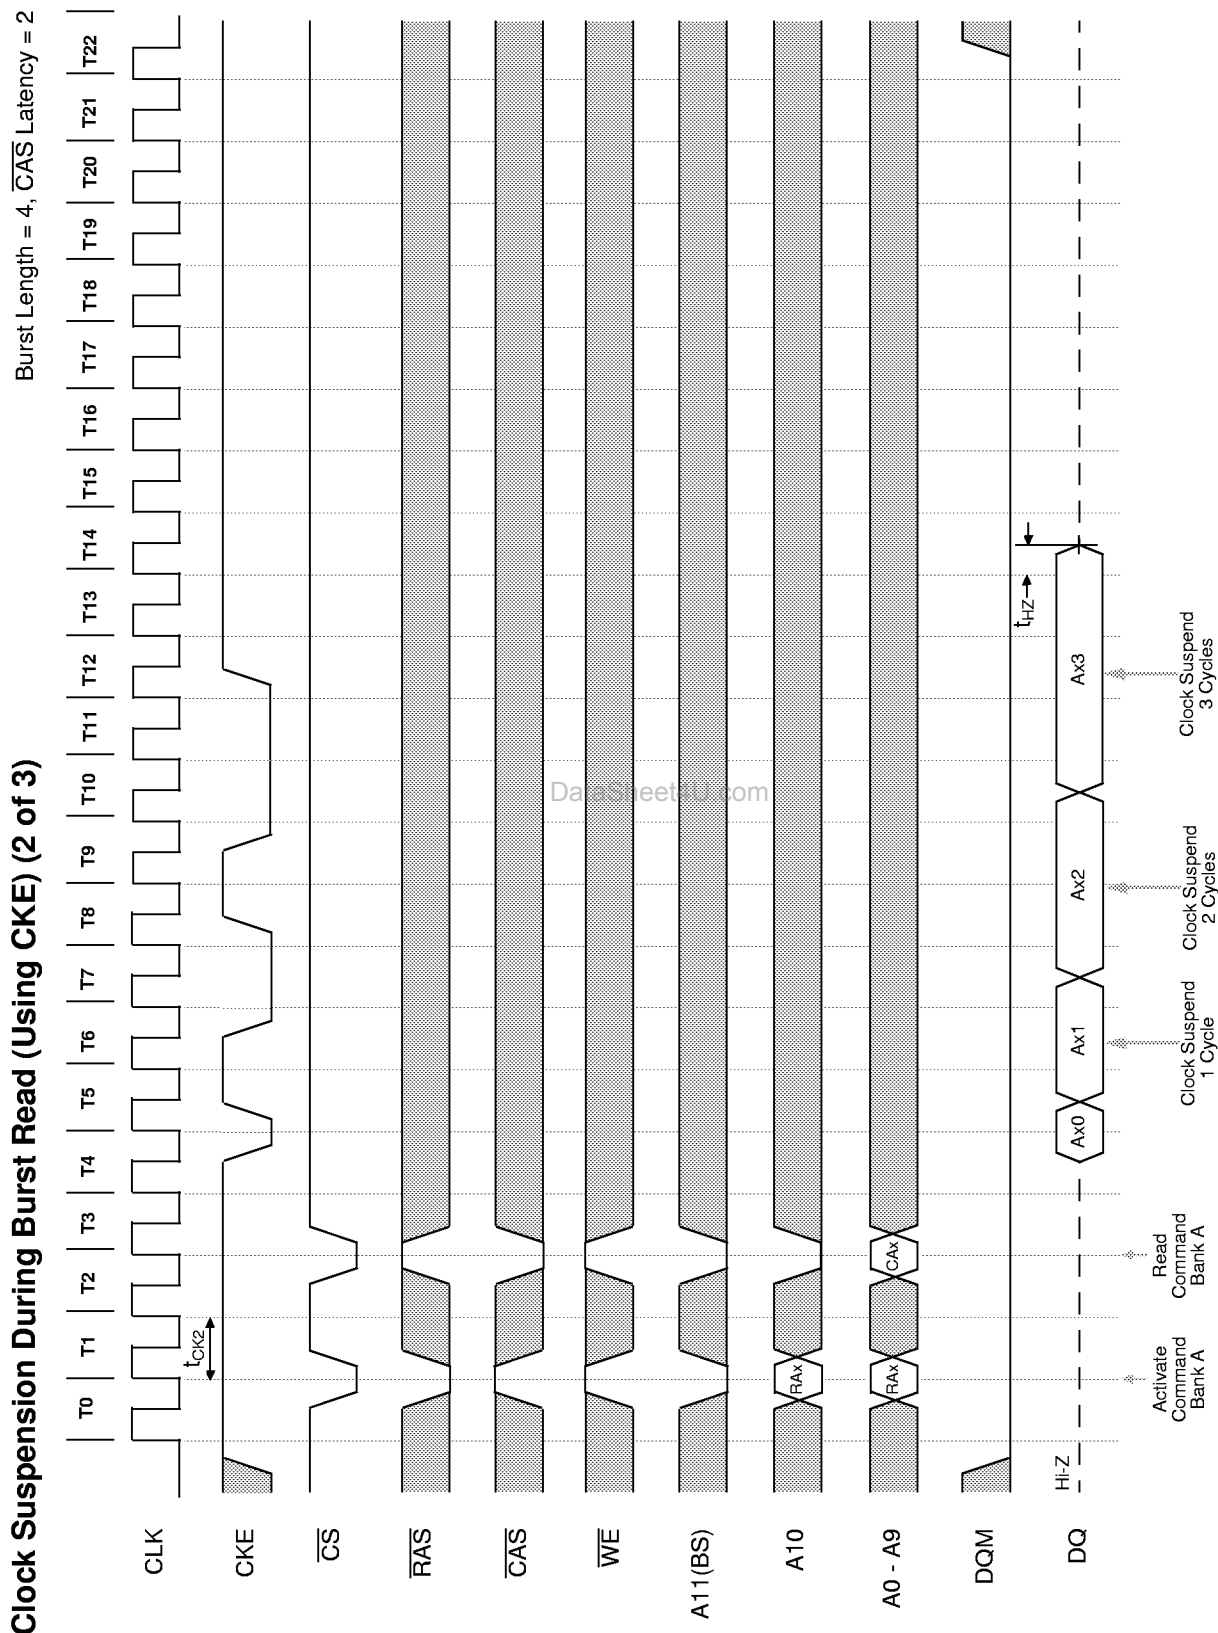 Clock Suspension During Burst Read (Using CKE) (2 of 3)
Burst Length = 4, CAS Latency = 2
T0 T1 T2 T3 T4 T5 T6 T7 T8 T9 T10 T11 T12 T13 T14 T15 T16 T17 T18 T19 T20 T21 T22
CLK
tCK2
CKE
CS
RAS
CAS
WE
A11(BS)
A10
RAx
A0 - A9
RAx CAx
DQM
tHZ
DQ
Hi-Z
Ax0 Ax1 Ax2 Ax3
Activate
Command
Bank A
Read
Command
Bank A
Clock Suspend
1 Cycle
Clock Suspend
2 Cycles
Clock Suspend
3 Cycles
DataSheet4U.com